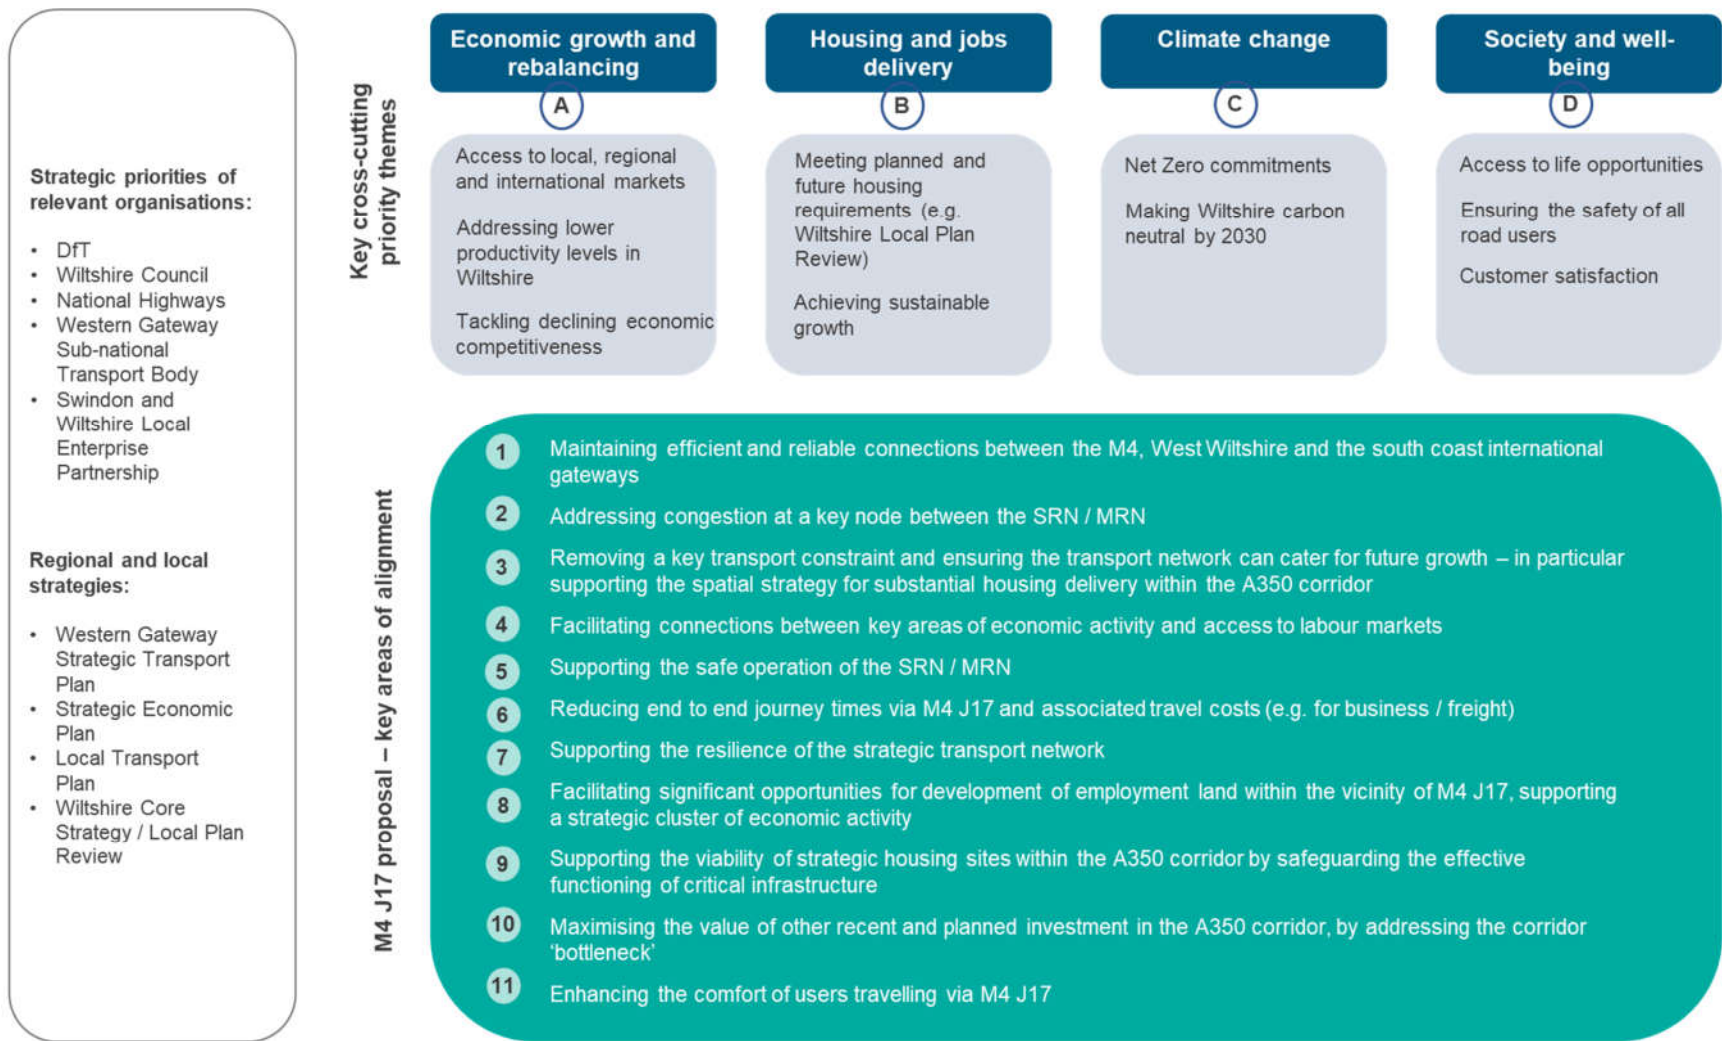 Strategic priorities of
relevant organisations:
• DfT
• Wiltshire Council
• National Highways
• Western Gateway
Sub-national
Transport Body
• Swindon and
Wiltshire Local
Enterprise
Partnership
Regional and local
strategies:
• Western Gateway
Strategic Transport
Plan
• Strategic Economic
Plan
• Local Transport
Plan
• Wiltshire Core
Strategy / Local Plan
Review
Key cross-cutting
priority themes
Economic growth and
rebalancing
A
Access to local, regional
and international markets
Addressing lower
productivity levels in
Wiltshire
Tackling declining economic
competitiveness
Housing and jobs
delivery
B
Meeting planned and
future housing
requirements (e.g.
Wiltshire Local Plan
Review)
Achieving sustainable
growth
Climate change
C
Net Zero commitments
Making Wiltshire carbon
neutral by 2030
Society and well-
being
D
Access to life opportunities
Ensuring the safety of all
road users
Customer satisfaction
M4 J17 proposal – key areas of alignment
1 Maintaining efficient and reliable connections between the M4, West Wiltshire and the south coast international
gateways
2 Addressing congestion at a key node between the SRN / MRN
3 Removing a key transport constraint and ensuring the transport network can cater for future growth – in particular
supporting the spatial strategy for substantial housing delivery within the A350 corridor
4 Facilitating connections between key areas of economic activity and access to labour markets
5 Supporting the safe operation of the SRN / MRN
6 Reducing end to end journey times via M4 J17 and associated travel costs (e.g. for business / freight)
7 Supporting the resilience of the strategic transport network
8 Facilitating significant opportunities for development of employment land within the vicinity of M4 J17, supporting
a strategic cluster of economic activity
9 Supporting the viability of strategic housing sites within the A350 corridor by safeguarding the effective
functioning of critical infrastructure
10 Maximising the value of other recent and planned investment in the A350 corridor, by addressing the corridor
‘bottleneck’
11 Enhancing the comfort of users travelling via M4 J17